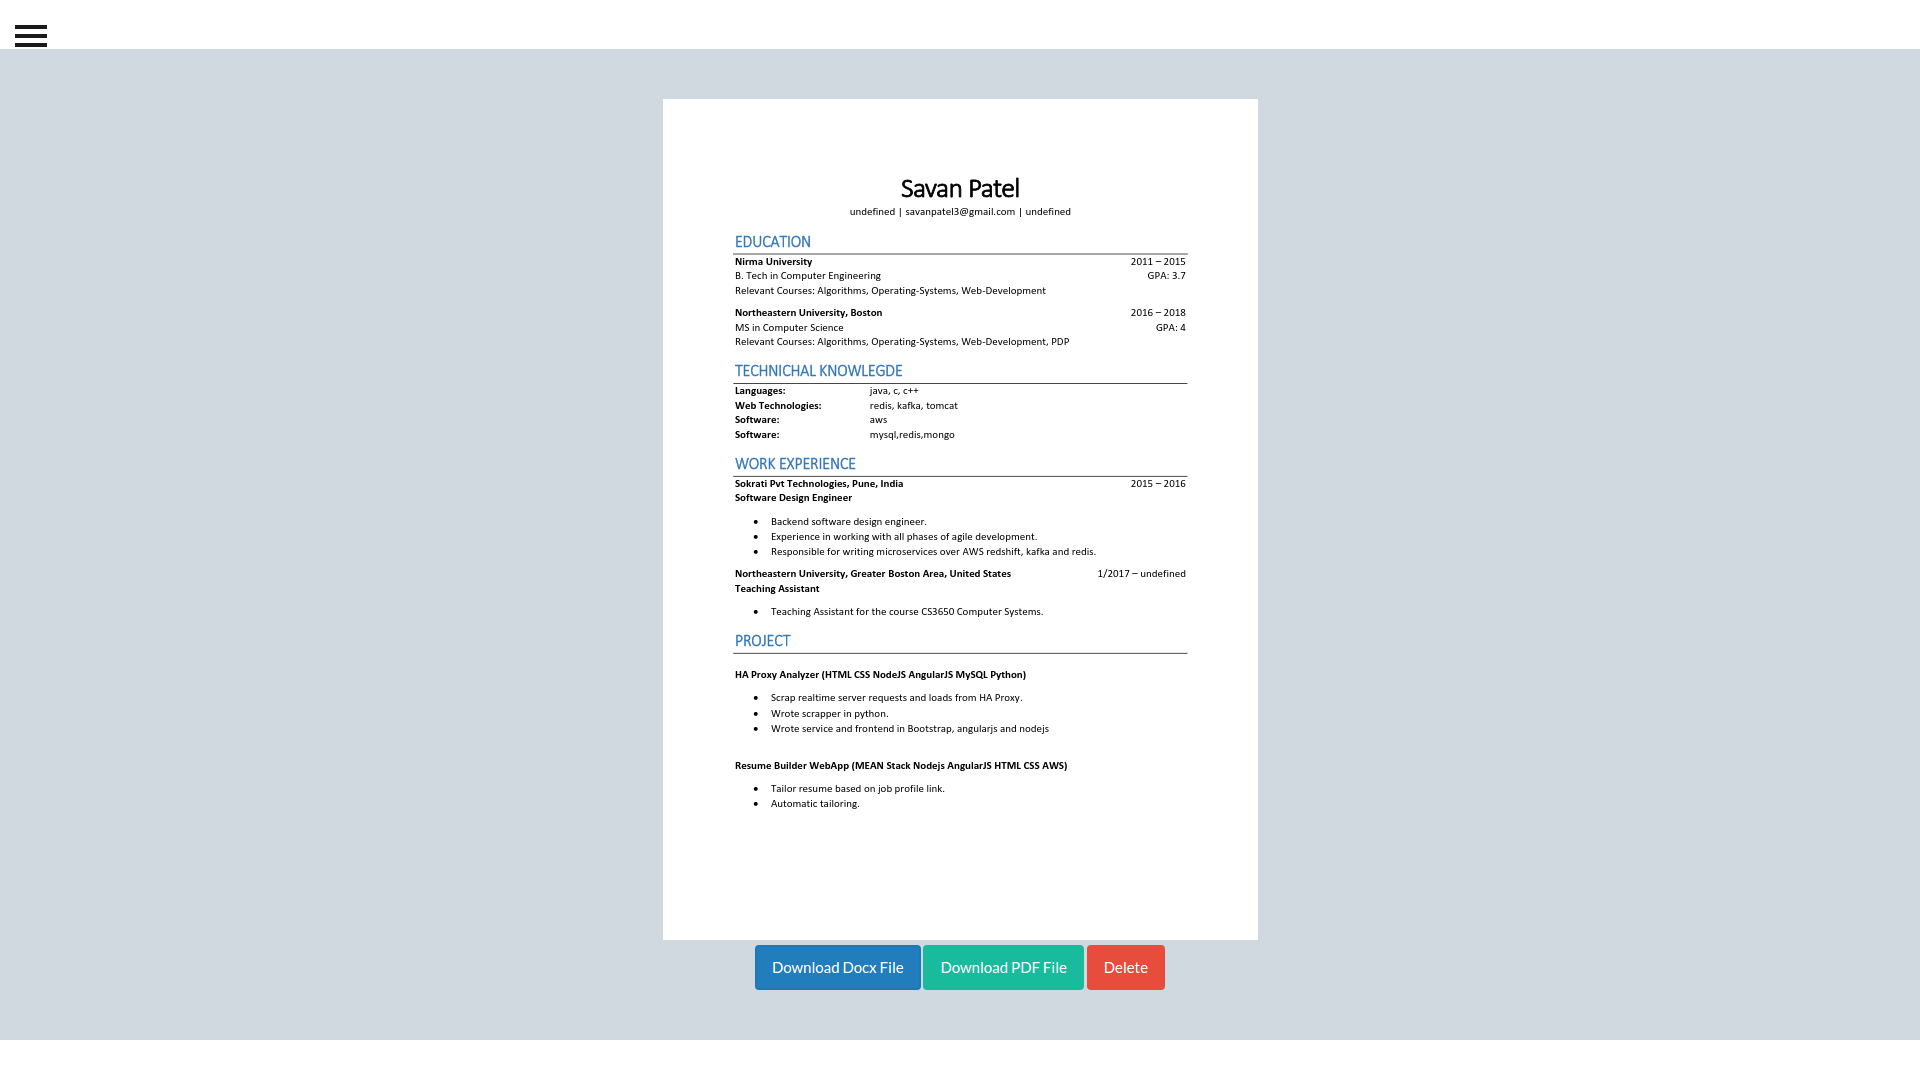 Savan Patel
undefined | savanpatel3@gmail.com | undefined
EDUCATION
Nirma University 2011 – 2015
B. Tech in Computer Engineering GPA: 3.7
Relevant Courses: Algorithms, Operating-Systems, Web-Development
Northeastern University, Boston 2016 – 2018
MS in Computer Science GPA: 4
Relevant Courses: Algorithms, Operating-Systems, Web-Development, PDP
TECHNICHAL KNOWLEGDE
Languages: java, c, c++
Web Technologies: redis, kafka, tomcat
Software: aws
Software: mysql,redis,mongo
WORK EXPERIENCE
Sokrati Pvt Technologies, Pune, India 2015 – 2016
Software Design Engineer
• Backend software design engineer.
• Experience in working with all phases of agile development.
• Responsible for writing microservices over AWS redshift, kafka and redis.
Northeastern University, Greater Boston Area, United States 1/2017 – undefined
Teaching Assistant
• Teaching Assistant for the course CS3650 Computer Systems.
PROJECT
HA Proxy Analyzer (HTML CSS NodeJS AngularJS MySQL Python)
• Scrap realtime server requests and loads from HA Proxy.
• Wrote scrapper in python.
• Wrote service and frontend in Bootstrap, angularjs and nodejs
Resume Builder WebApp (MEAN Stack Nodejs AngularJS HTML CSS AWS)
• Tailor resume based on job profile link.
• Automatic tailoring.
Download Docx File Download PDF File Delete